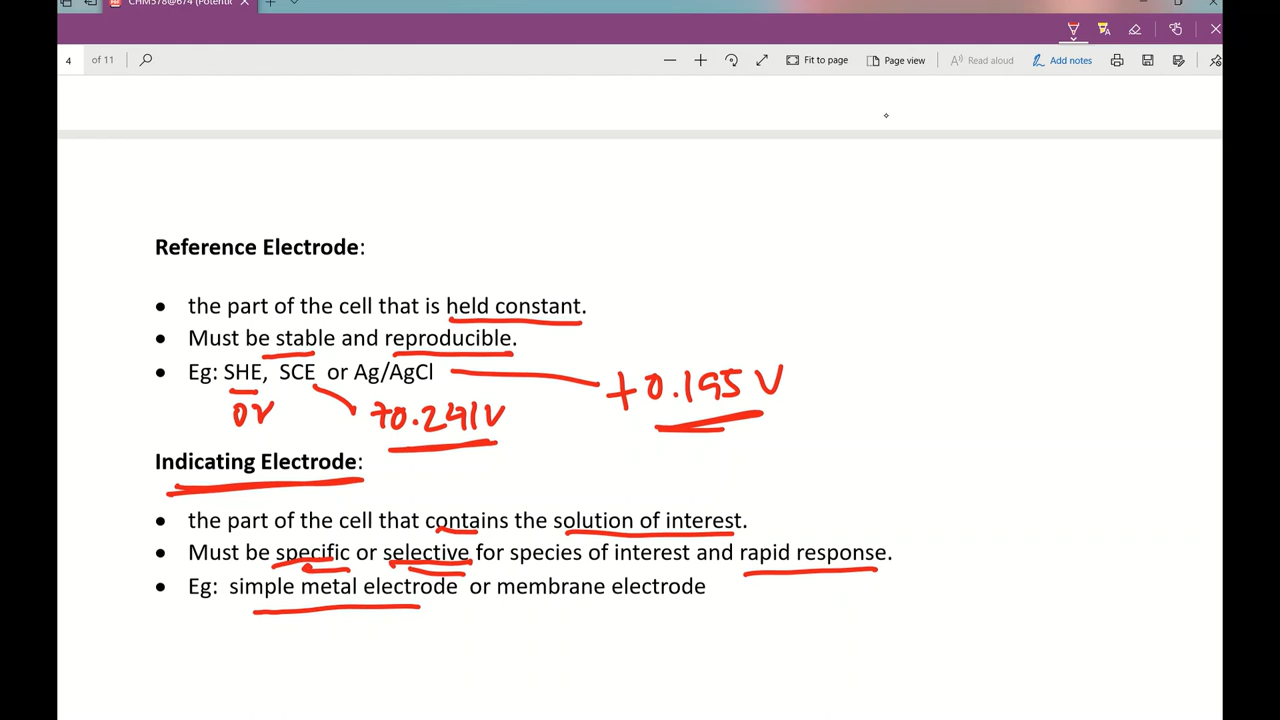 CHM578@674 (Potenti
4 of 11
Fit to page
Page view
Read aloud
Add notes
Reference Electrode:
• the part of the cell that is held constant.
• Must be stable and reproducible.
• Eg: SHE, SCE or Ag/AgCl
+0.195 V
0V
+0.241V
Indicating Electrode:
• the part of the cell that contains the solution of interest.
• Must be specific or selective for species of interest and rapid response.
• Eg: simple metal electrode or membrane electrode